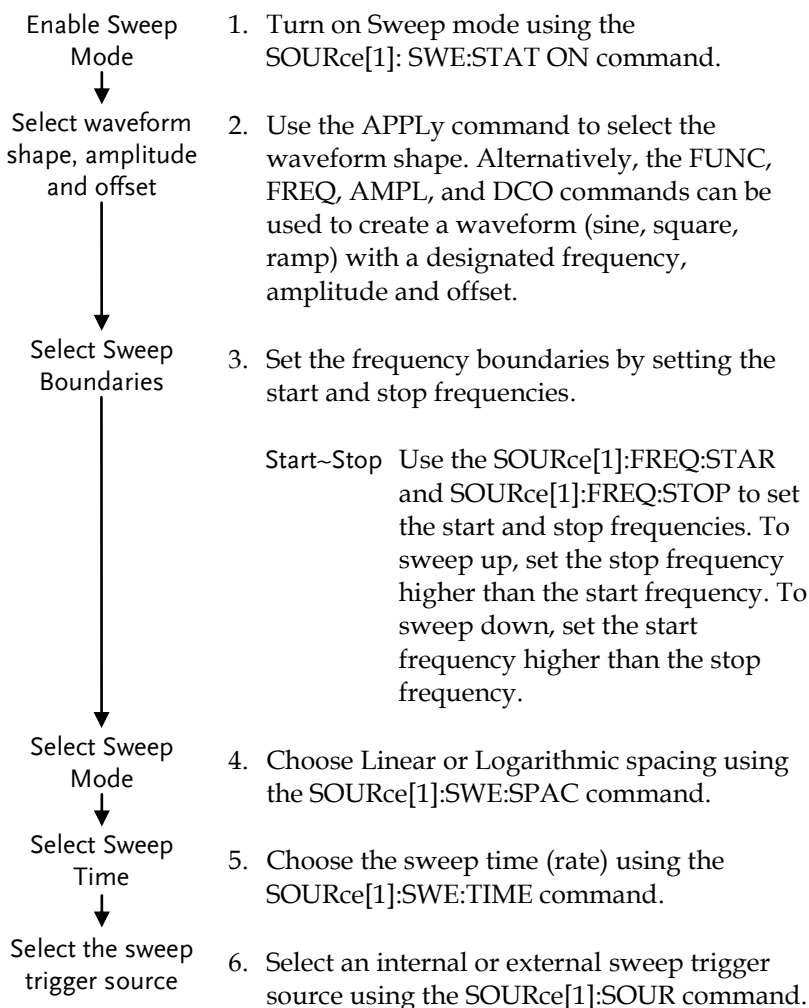 Enable Sweep
Mode
1. Turn on Sweep mode using the
SOURce[1]: SWE:STAT ON command.
Select waveform
shape, amplitude
and offset
2. Use the APPLy command to select the
waveform shape. Alternatively, the FUNC,
FREQ, AMPL, and DCO commands can be
used to create a waveform (sine, square,
ramp) with a designated frequency,
amplitude and offset.
Select Sweep
Boundaries
3. Set the frequency boundaries by setting the
start and stop frequencies.
Start~Stop Use the SOURce[1]:FREQ:STAR
and SOURce[1]:FREQ:STOP to set
the start and stop frequencies. To
sweep up, set the stop frequency
higher than the start frequency. To
sweep down, set the start
frequency higher than the stop
frequency.
Select Sweep
Mode
4. Choose Linear or Logarithmic spacing using
the SOURce[1]:SWE:SPAC command.
Select Sweep
Time
5. Choose the sweep time (rate) using the
SOURce[1]:SWE:TIME command.
Select the sweep
trigger source
6. Select an internal or external sweep trigger
source using the SOURce[1]:SOUR command.